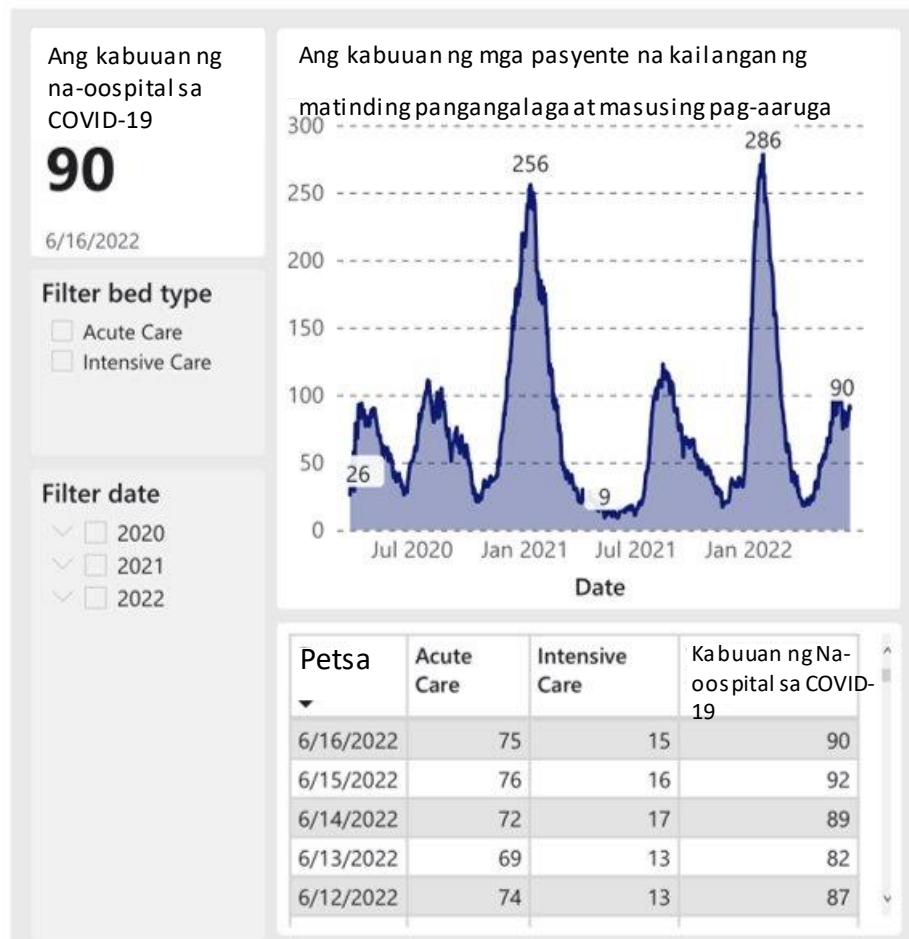 Ang kabuuan ng
na-oospital sa
COVID-19
90
6/16/2022
Filter bed type
Acute Care
Intensive Care
Filter date
2020
2021
2022
Ang kabuuan ng mga pasyente na kailangan ng
matinding pangangalaga at masusing pag-aaruga
300
250
200
150
100
50
0
26
256
9
286
90
Jul 2020 Jan 2021 Jul 2021 Jan 2022
Date
Petsa Acute Care Intensive Care Kabuuan ng Na-oospital sa COVID-19
6/16/2022 75 15 90
6/15/2022 76 16 92
6/14/2022 72 17 89
6/13/2022 69 13 82
6/12/2022 74 13 87